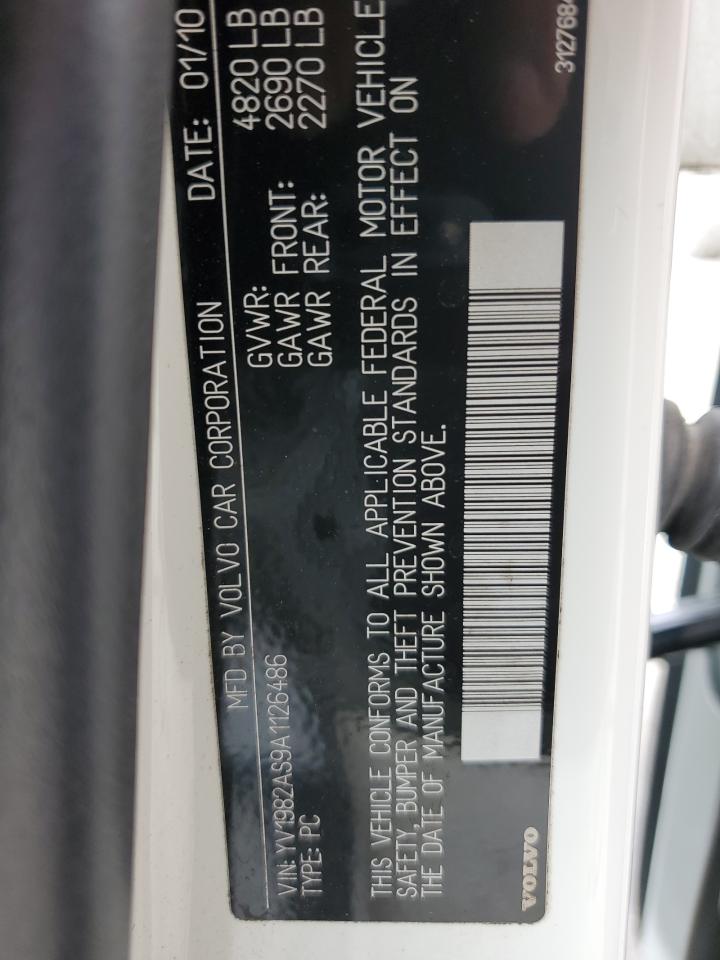 MFD BY VOLVO CAR CORPORATION DATE: 01/10
VIN: YV1982AS9A1126486 GVWR: 4820 LB
TYPE: PC GAWR FRONT: 2690 LB
GAWR REAR: 2270 LB
THIS VEHICLE CONFORMS TO ALL APPLICABLE FEDERAL MOTOR VEHICLE
SAFETY, BUMPER AND THEFT PREVENTION STANDARDS IN EFFECT ON
THE DATE OF MANUFACTURE SHOWN ABOVE.
VOLVO